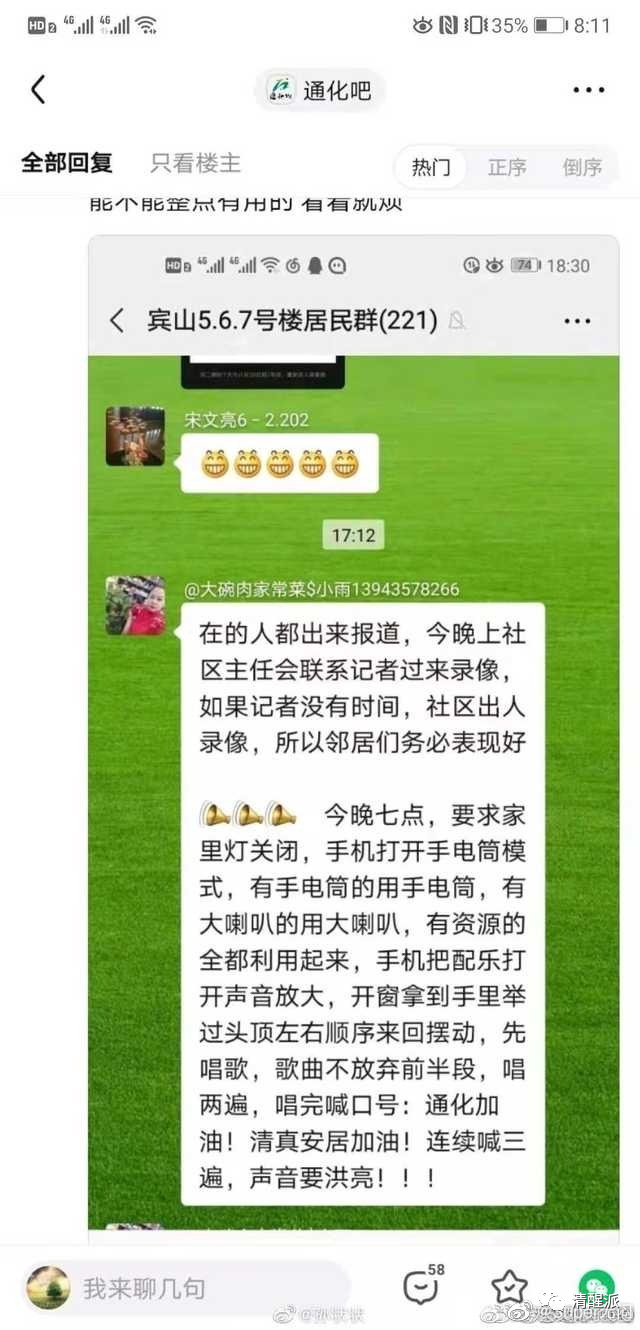 HD 2 4G 4G 35% 8:11
通化吧
全部回复 只看楼主 热门 正序 倒序
能不能整点有用的 看着就烦
HD 2 4G 4G 74 18:30
宾山5.6.7号楼居民群(221)
宋文亮6－2.202
17:12
@大碗肉家常菜$小雨13943578266
在的人都出来报道，今晚上社
区主任会联系记者过来录像，
如果记者没有时间，社区出人
录像，所以邻居们务必表现好
今晚七点，要求家
里灯关闭，手机打开手电筒模
式，有手电筒的用手电筒，有
大喇叭的用大喇叭，有资源的
全都利用起来，手机把配乐打
开声音放大，开窗拿到手里举
过头顶左右顺序来回摆动，先
唱歌，歌曲不放弃前半段，唱
两遍，唱完喊口号：通化加
油！清真安居加油！连续喊三
遍，声音要洪亮！！！
我来聊几句 58
清醒派